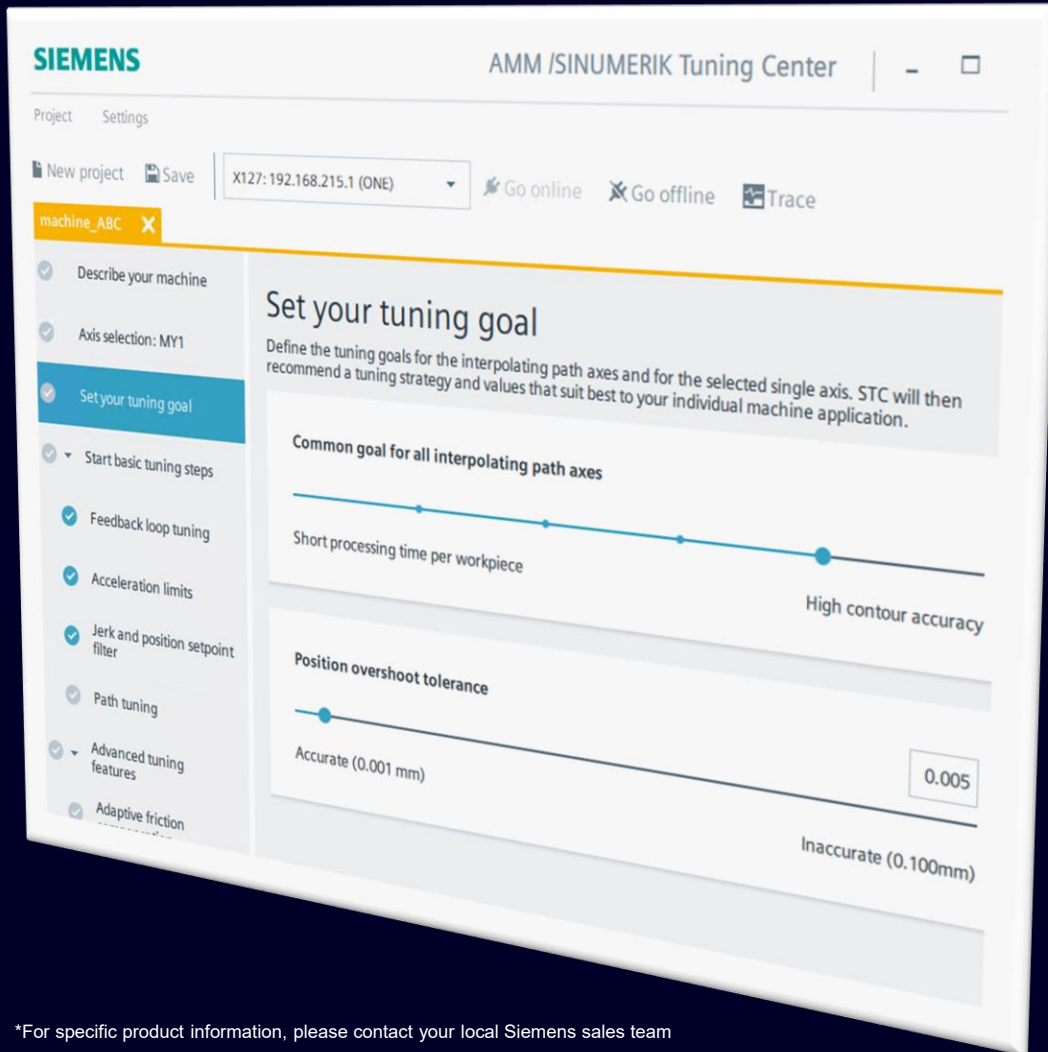 SIEMENS
AMM /SINUMERIK Tuning Center
Project Settings
New project Save X127: 192.168.215.1 (ONE) Go online Go offline Trace
machine_ABC
Describe your machine
Axis selection: MY1
Set your tuning goal
Start basic tuning steps
Feedback loop tuning
Acceleration limits
Jerk and position setpoint
filter
Path tuning
Advanced tuning
features
Adaptive friction
Set your tuning goal
Define the tuning goals for the interpolating path axes and for the selected single axis. STC will then
recommend a tuning strategy and values that suit best to your individual machine application.
Common goal for all interpolating path axes
Short processing time per workpiece
High contour accuracy
Position overshoot tolerance
0.005
Accurate (0.001 mm)
Inaccurate (0.100mm)
*For specific product information, please contact your local Siemens sales team